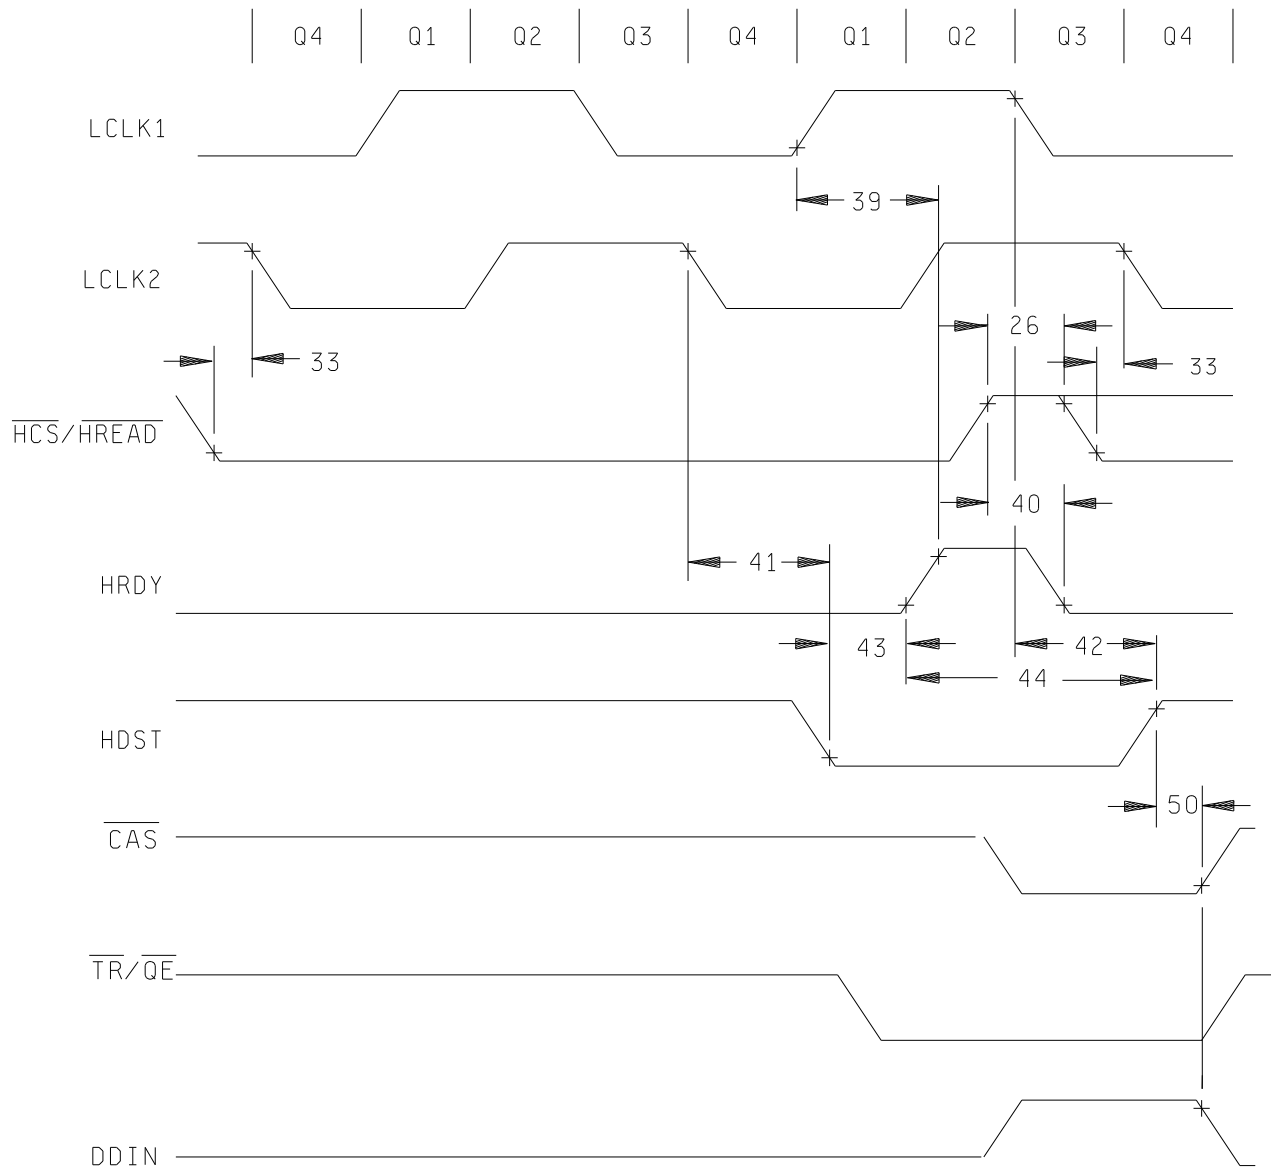 Q4 Q1 Q2 Q3 Q4 Q1 Q2 Q3 Q4
LCLK1
39
LCLK2
26
33 33
HCS/HREAD
40
41
HRDY
43 42
44
HDST
50
CAS
TR/QE
DDIN